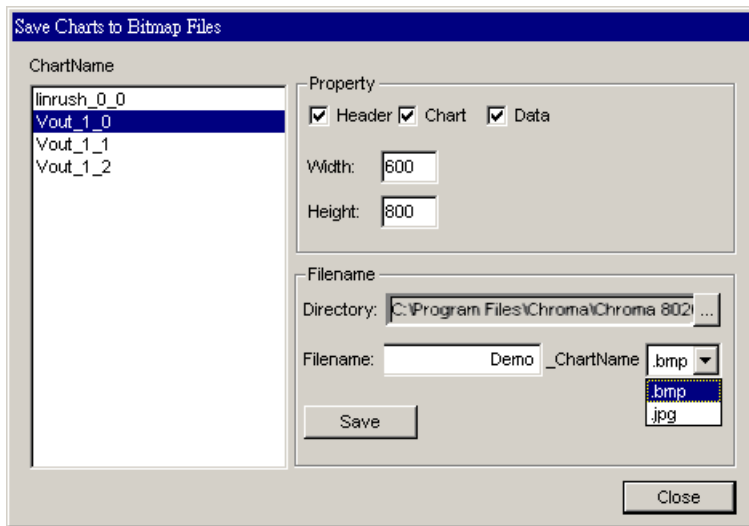 Save Charts to Bitmap Files
ChartName
Iinrush_0_0
Vout_1_0
Vout_1_1
Vout_1_2
Property
Header Chart Data
Width: 600
Height: 800
Filename
Directory: C:\Program Files\Chroma\Chroma 802 ...
Filename: Demo _ChartName .bmp
.bmp
.jpg
Save
Close